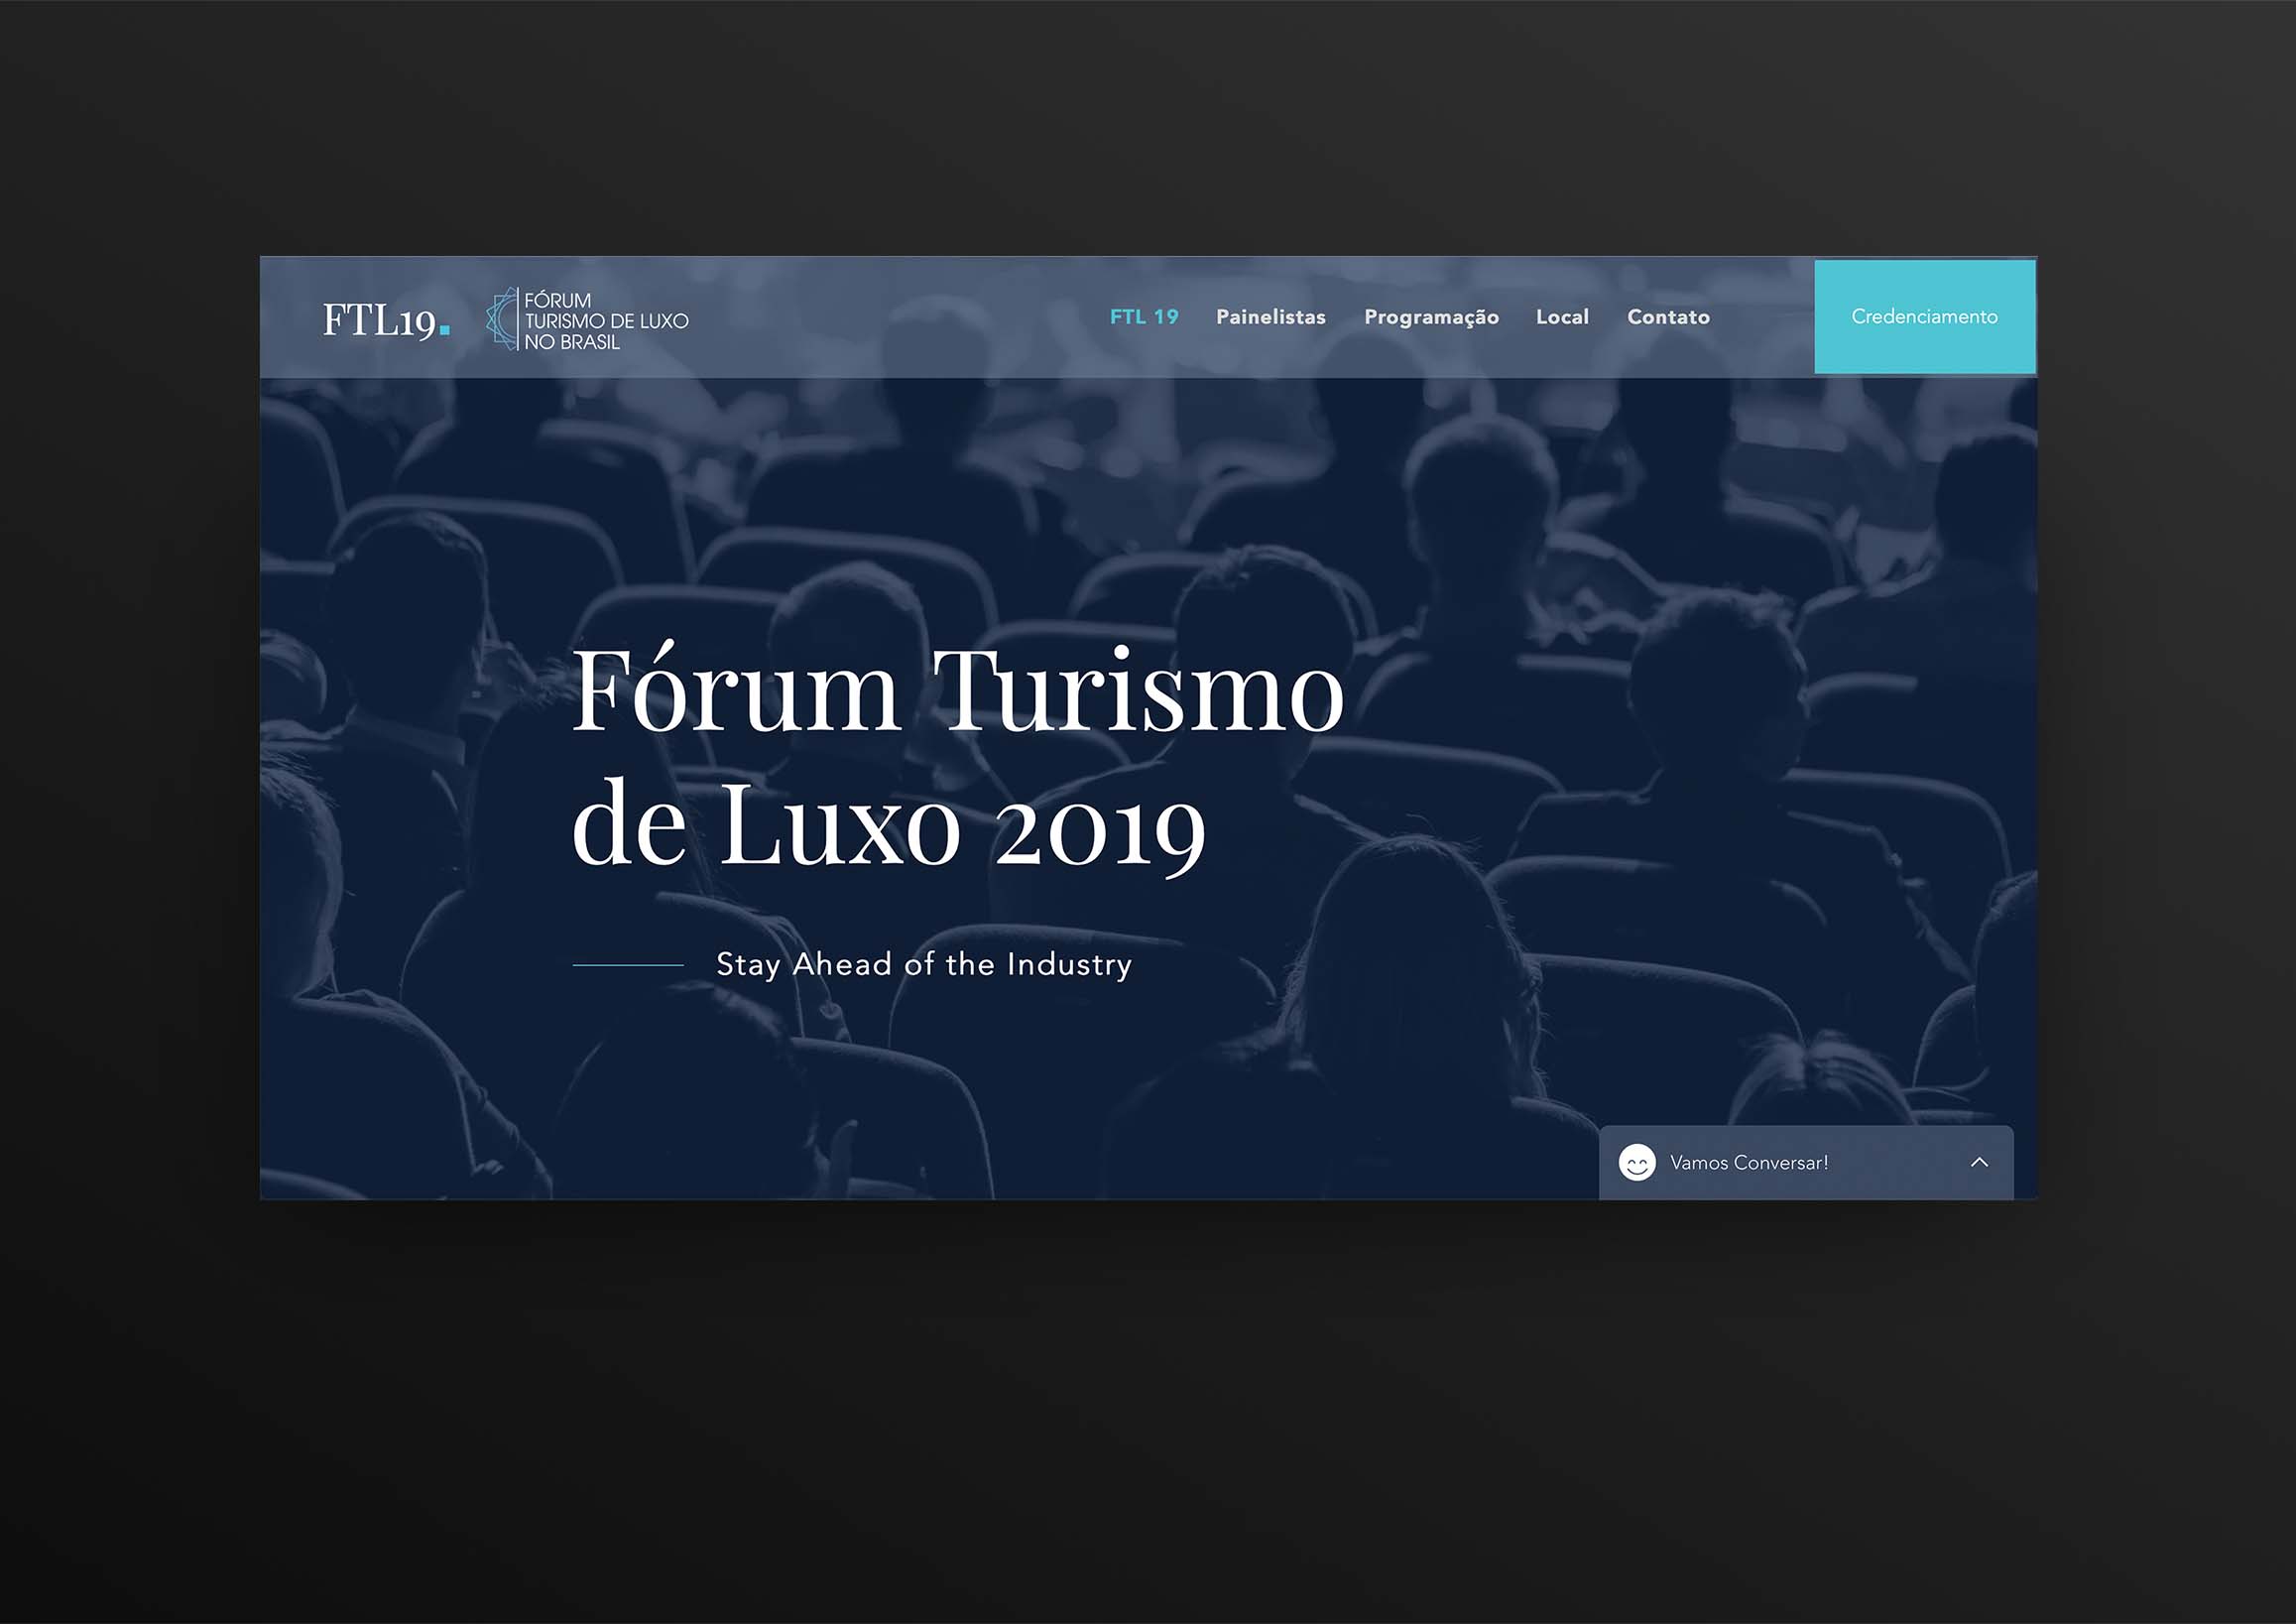 FTL19.
FÓRUM
TURISMO DE LUXO
NO BRASIL
FTL 19 Painelistas Programação Local Contato
Credenciamento
Fórum Turismo
de Luxo 2019
Stay Ahead of the Industry
Vamos Conversar!